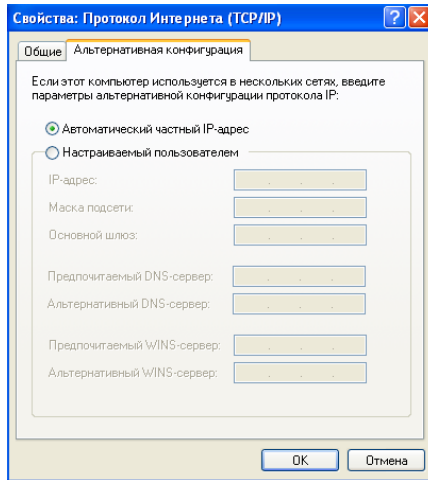 Свойства: Протокол Интернета (TCP/IP)
Общие Альтернативная конфигурация
Если этот компьютер используется в нескольких сетях, введите
параметры альтернативной конфигурации протокола IP:
Автоматический частный IP-адрес
Настраиваемый пользователем
IP-адрес:
Маска подсети:
Основной шлюз:
Предпочитаемый DNS-сервер:
Альтернативный DNS-сервер:
Предпочитаемый WINS-сервер:
Альтернативный WINS-сервер:
OK Отмена